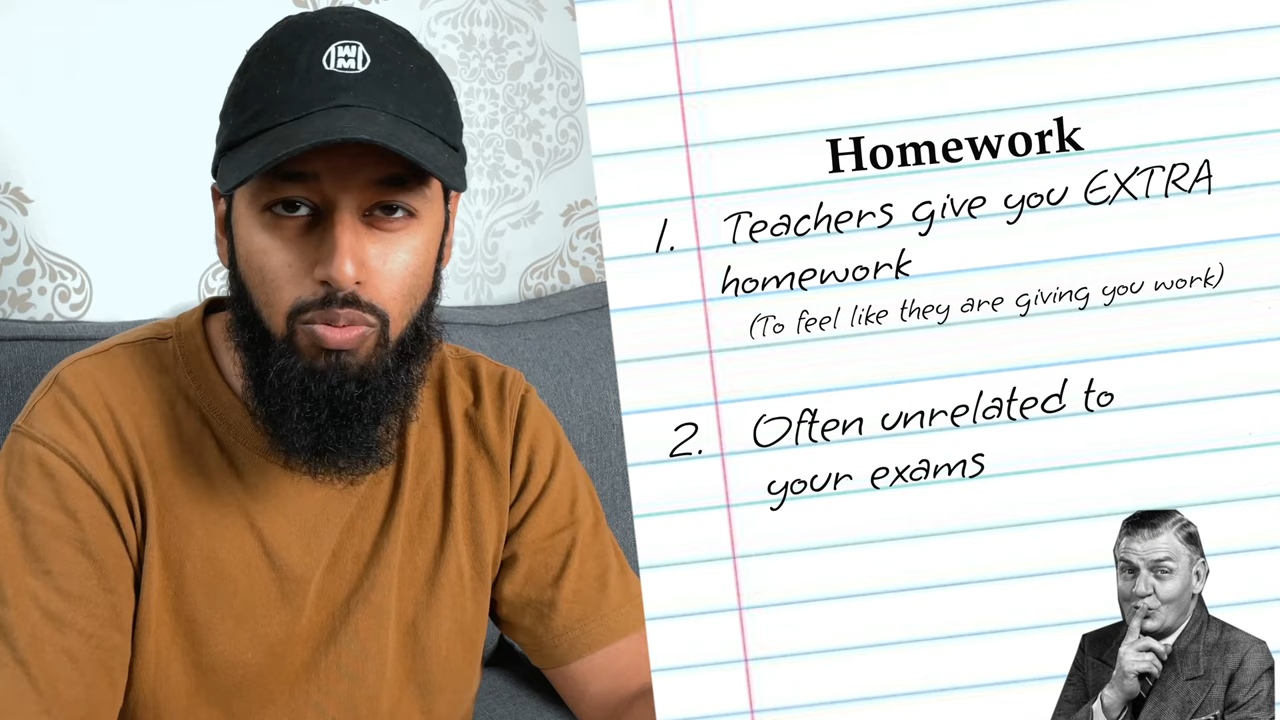 WM
Homework
1. Teachers give you EXTRA
homework
(To feel like they are giving you work)
2. Often unrelated to
your exams